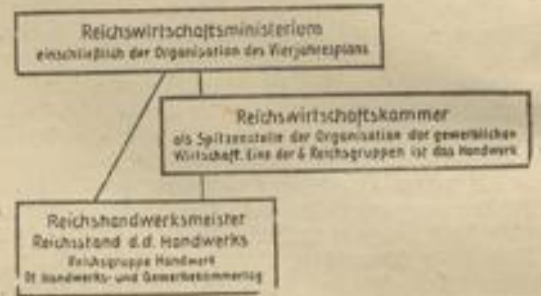 Reichswirtschaftsministerium
einschließlich der Organisation des Vierjahresplans
Reichswirtschaftskammer
als Spitzenstelle der Organisation der gewerblichen
Wirtschaft. Eine der 6 Reichsgruppen ist das Handwerk
Reichshandwerksmeister
Reichsstand d.d. Handwerks
Reichsgruppe Handwerk
Dt Handwerks- und Gewerbekammertag